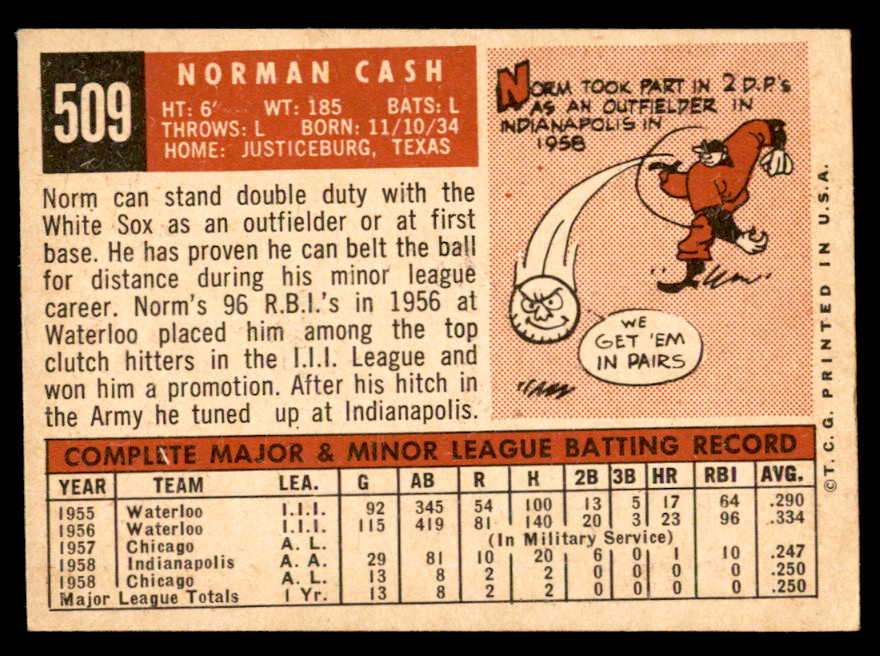 509
NORMAN CASH
HT: 6' WT: 185 BATS: L
THROWS: L BORN: 11/10/34
HOME: JUSTICEBURG, TEXAS
Norm can stand double duty with the
White Sox as an outfielder or at first
base. He has proven he can belt the ball
for distance during his minor league
career. Norm's 96 R.B.I.'s in 1956 at
Waterloo placed him among the top
clutch hitters in the I.I.I. League and
won him a promotion. After his hitch in
the Army he tuned up at Indianapolis.
NORM TOOK PART IN 2 D.P.'s
AS AN OUTFIELDER IN
INDIANAPOLIS IN
1958
WE
GET 'EM
IN PAIRS
©T. C. G. PRINTED IN U.S.A.
COMPLETE MAJOR & MINOR LEAGUE BATTING RECORD
YEAR TEAM LEA. G AB R H 2B 3B HR RBI AVG.
1955 Waterloo I.I.I. 92 345 54 100 13 5 17 64 .290
1956 Waterloo I.I.I. 115 419 81 140 20 3 23 96 .334
1957 Chicago A. L. (In Military Service)
1958 Indianapolis A. A. 29 81 10 20 6 0 1 10 .247
1958 Chicago A. L. 13 8 2 2 0 0 0 0 .250
Major League Totals 1 Yr. 13 8 2 2 0 0 0 0 .250